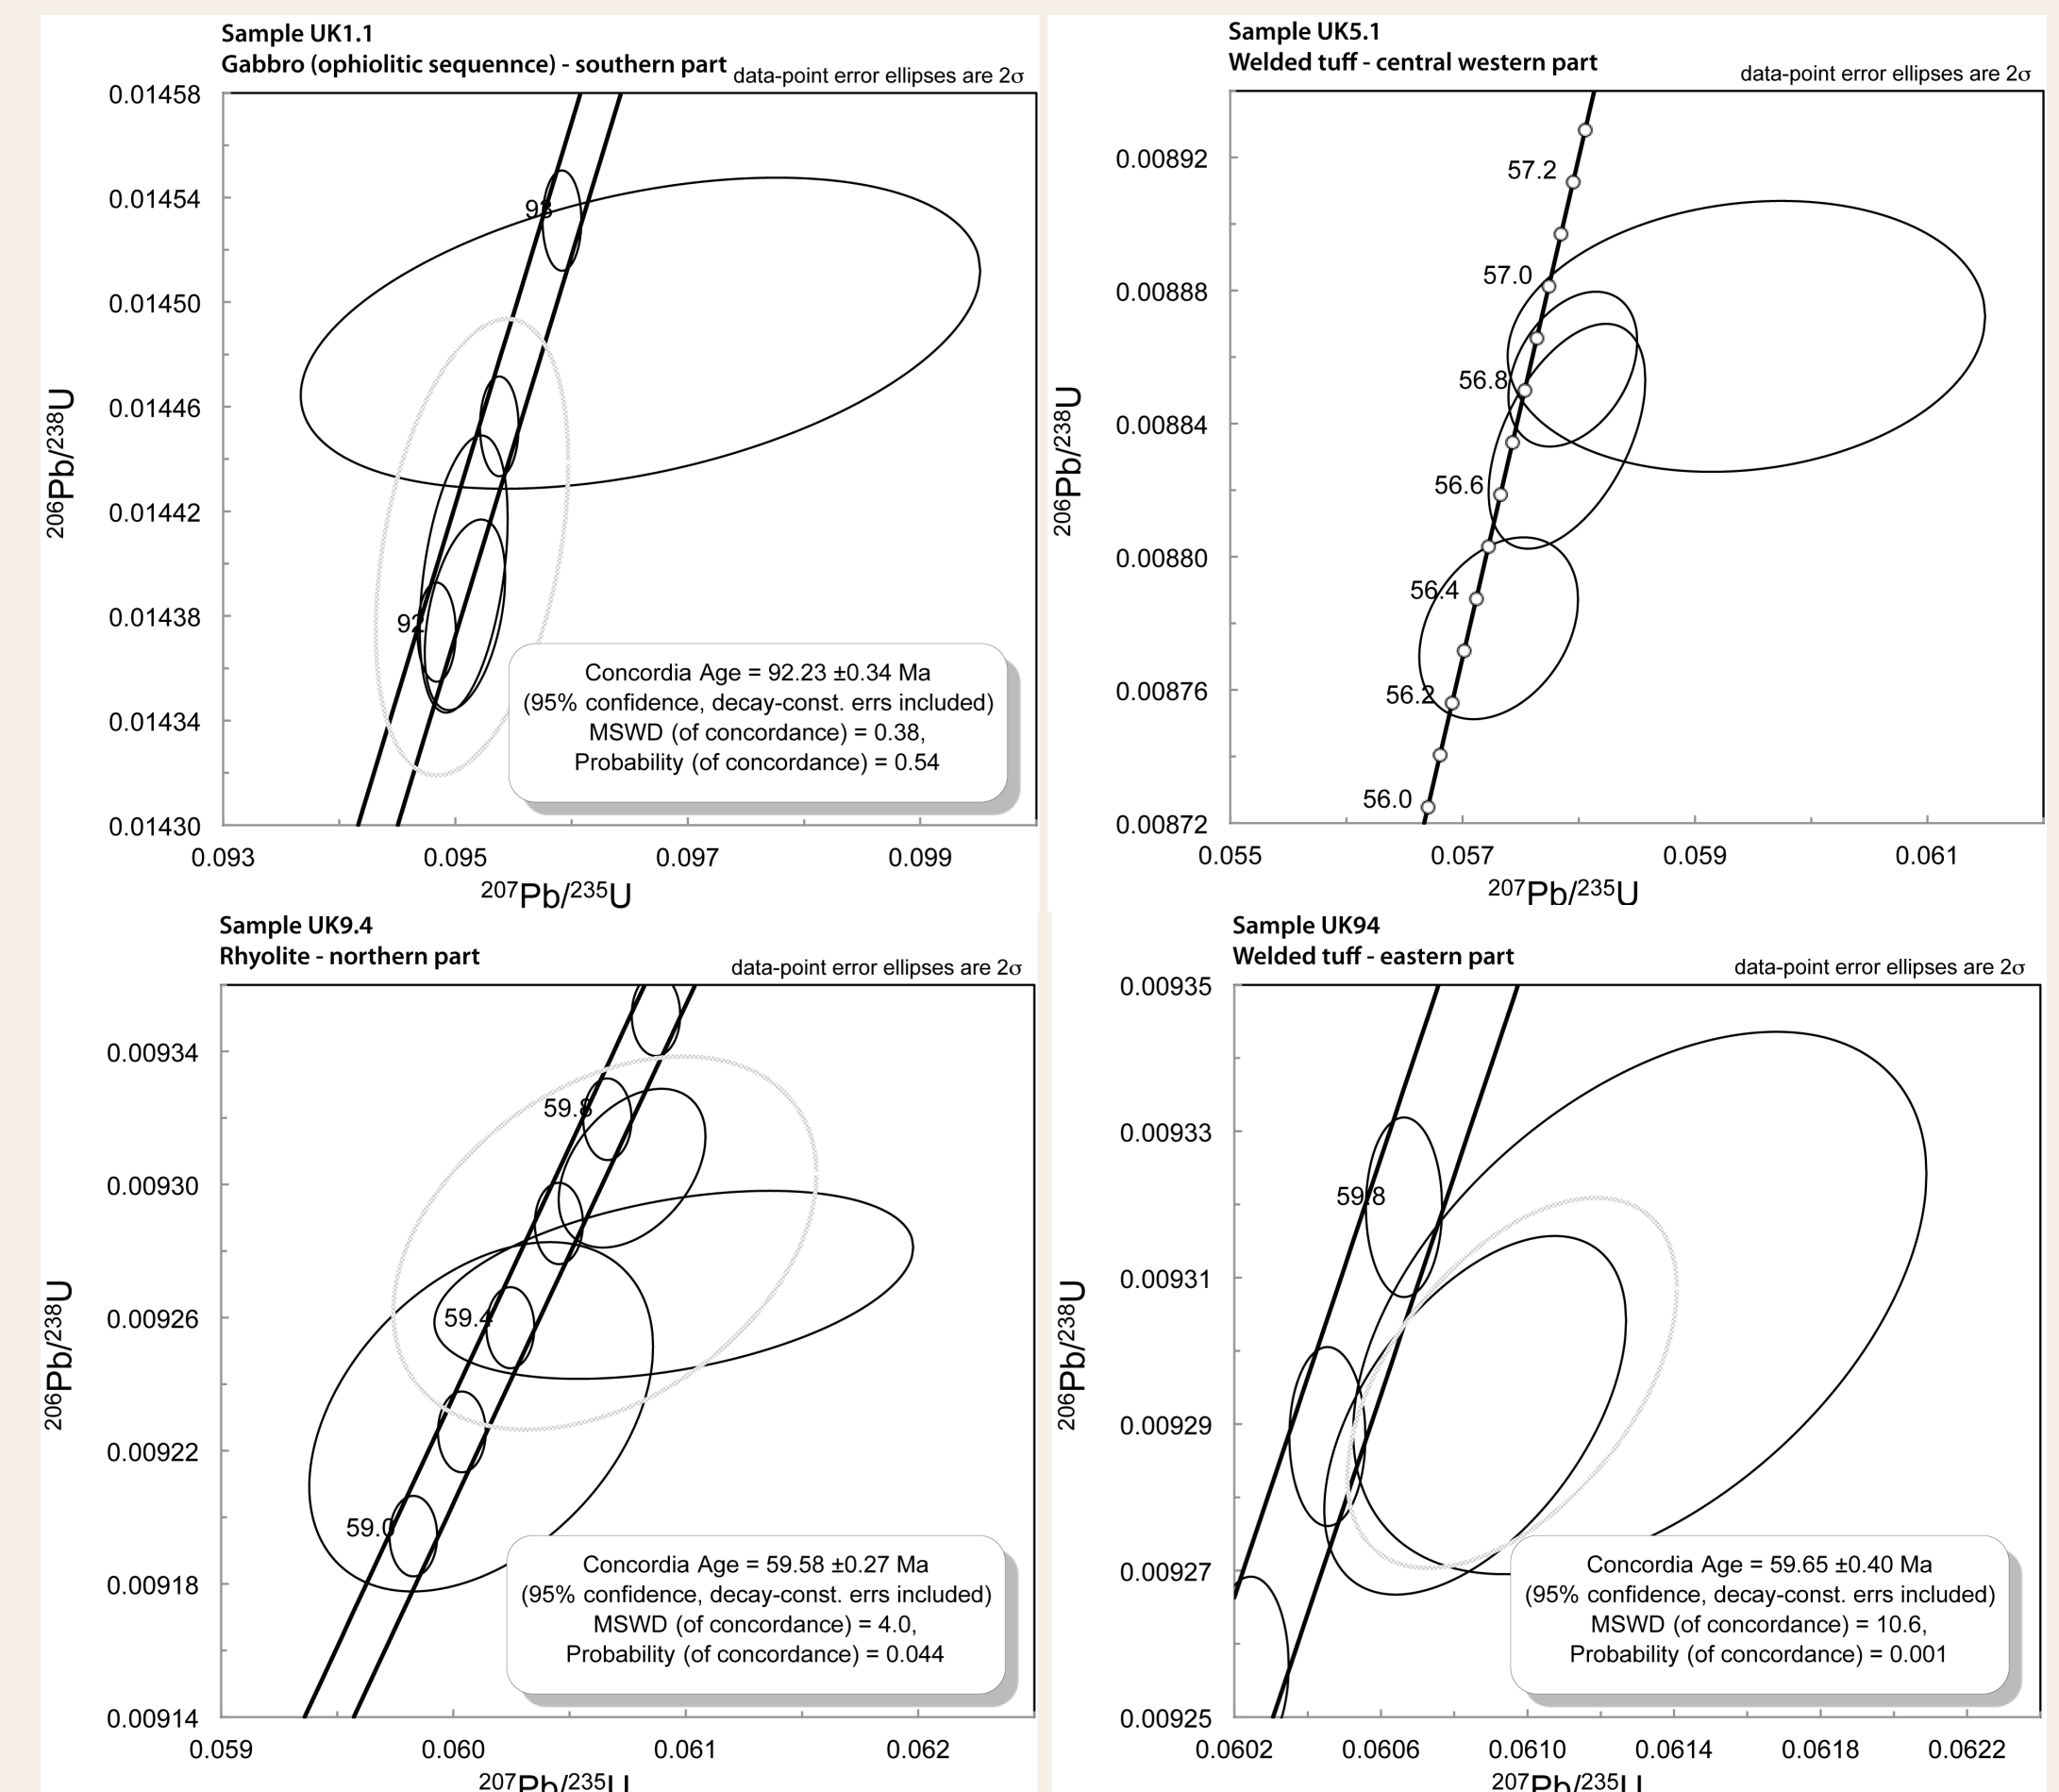 Sample UK1.1
Gabbro (ophiolitic sequennce) - southern part
data-point error ellipses are 2σ
0.01458
0.01454
0.01450
0.01446
0.01442
0.01438
0.01434
0.01430
206Pb/238U
93
92
Concordia Age = 92.23 ±0.34 Ma
(95% confidence, decay-const. errs included)
MSWD (of concordance) = 0.38,
Probability (of concordance) = 0.54
0.093 0.095 0.097 0.099
207Pb/235U
Sample UK5.1
Welded tuff - central western part
data-point error ellipses are 2σ
0.00892
0.00888
0.00884
0.00880
0.00876
0.00872
206Pb/238U
57.2
57.0
56.8
56.6
56.4
56.2
56.0
0.055 0.057 0.059 0.061
207Pb/235U
Sample UK9.4
Rhyolite - northern part
data-point error ellipses are 2σ
0.00934
0.00930
0.00926
0.00922
0.00918
0.00914
206Pb/238U
59.8
59.4
59.0
Concordia Age = 59.58 ±0.27 Ma
(95% confidence, decay-const. errs included)
MSWD (of concordance) = 4.0,
Probability (of concordance) = 0.044
0.059 0.060 0.061 0.062
207Pb/235U
Sample UK94
Welded tuff - eastern part
data-point error ellipses are 2σ
0.00935
0.00933
0.00931
0.00929
0.00927
0.00925
206Pb/238U
59.8
Concordia Age = 59.65 ±0.40 Ma
(95% confidence, decay-const. errs included)
MSWD (of concordance) = 10.6,
Probability (of concordance) = 0.001
0.0602 0.0606 0.0610 0.0614 0.0618 0.0622
207Pb/235U